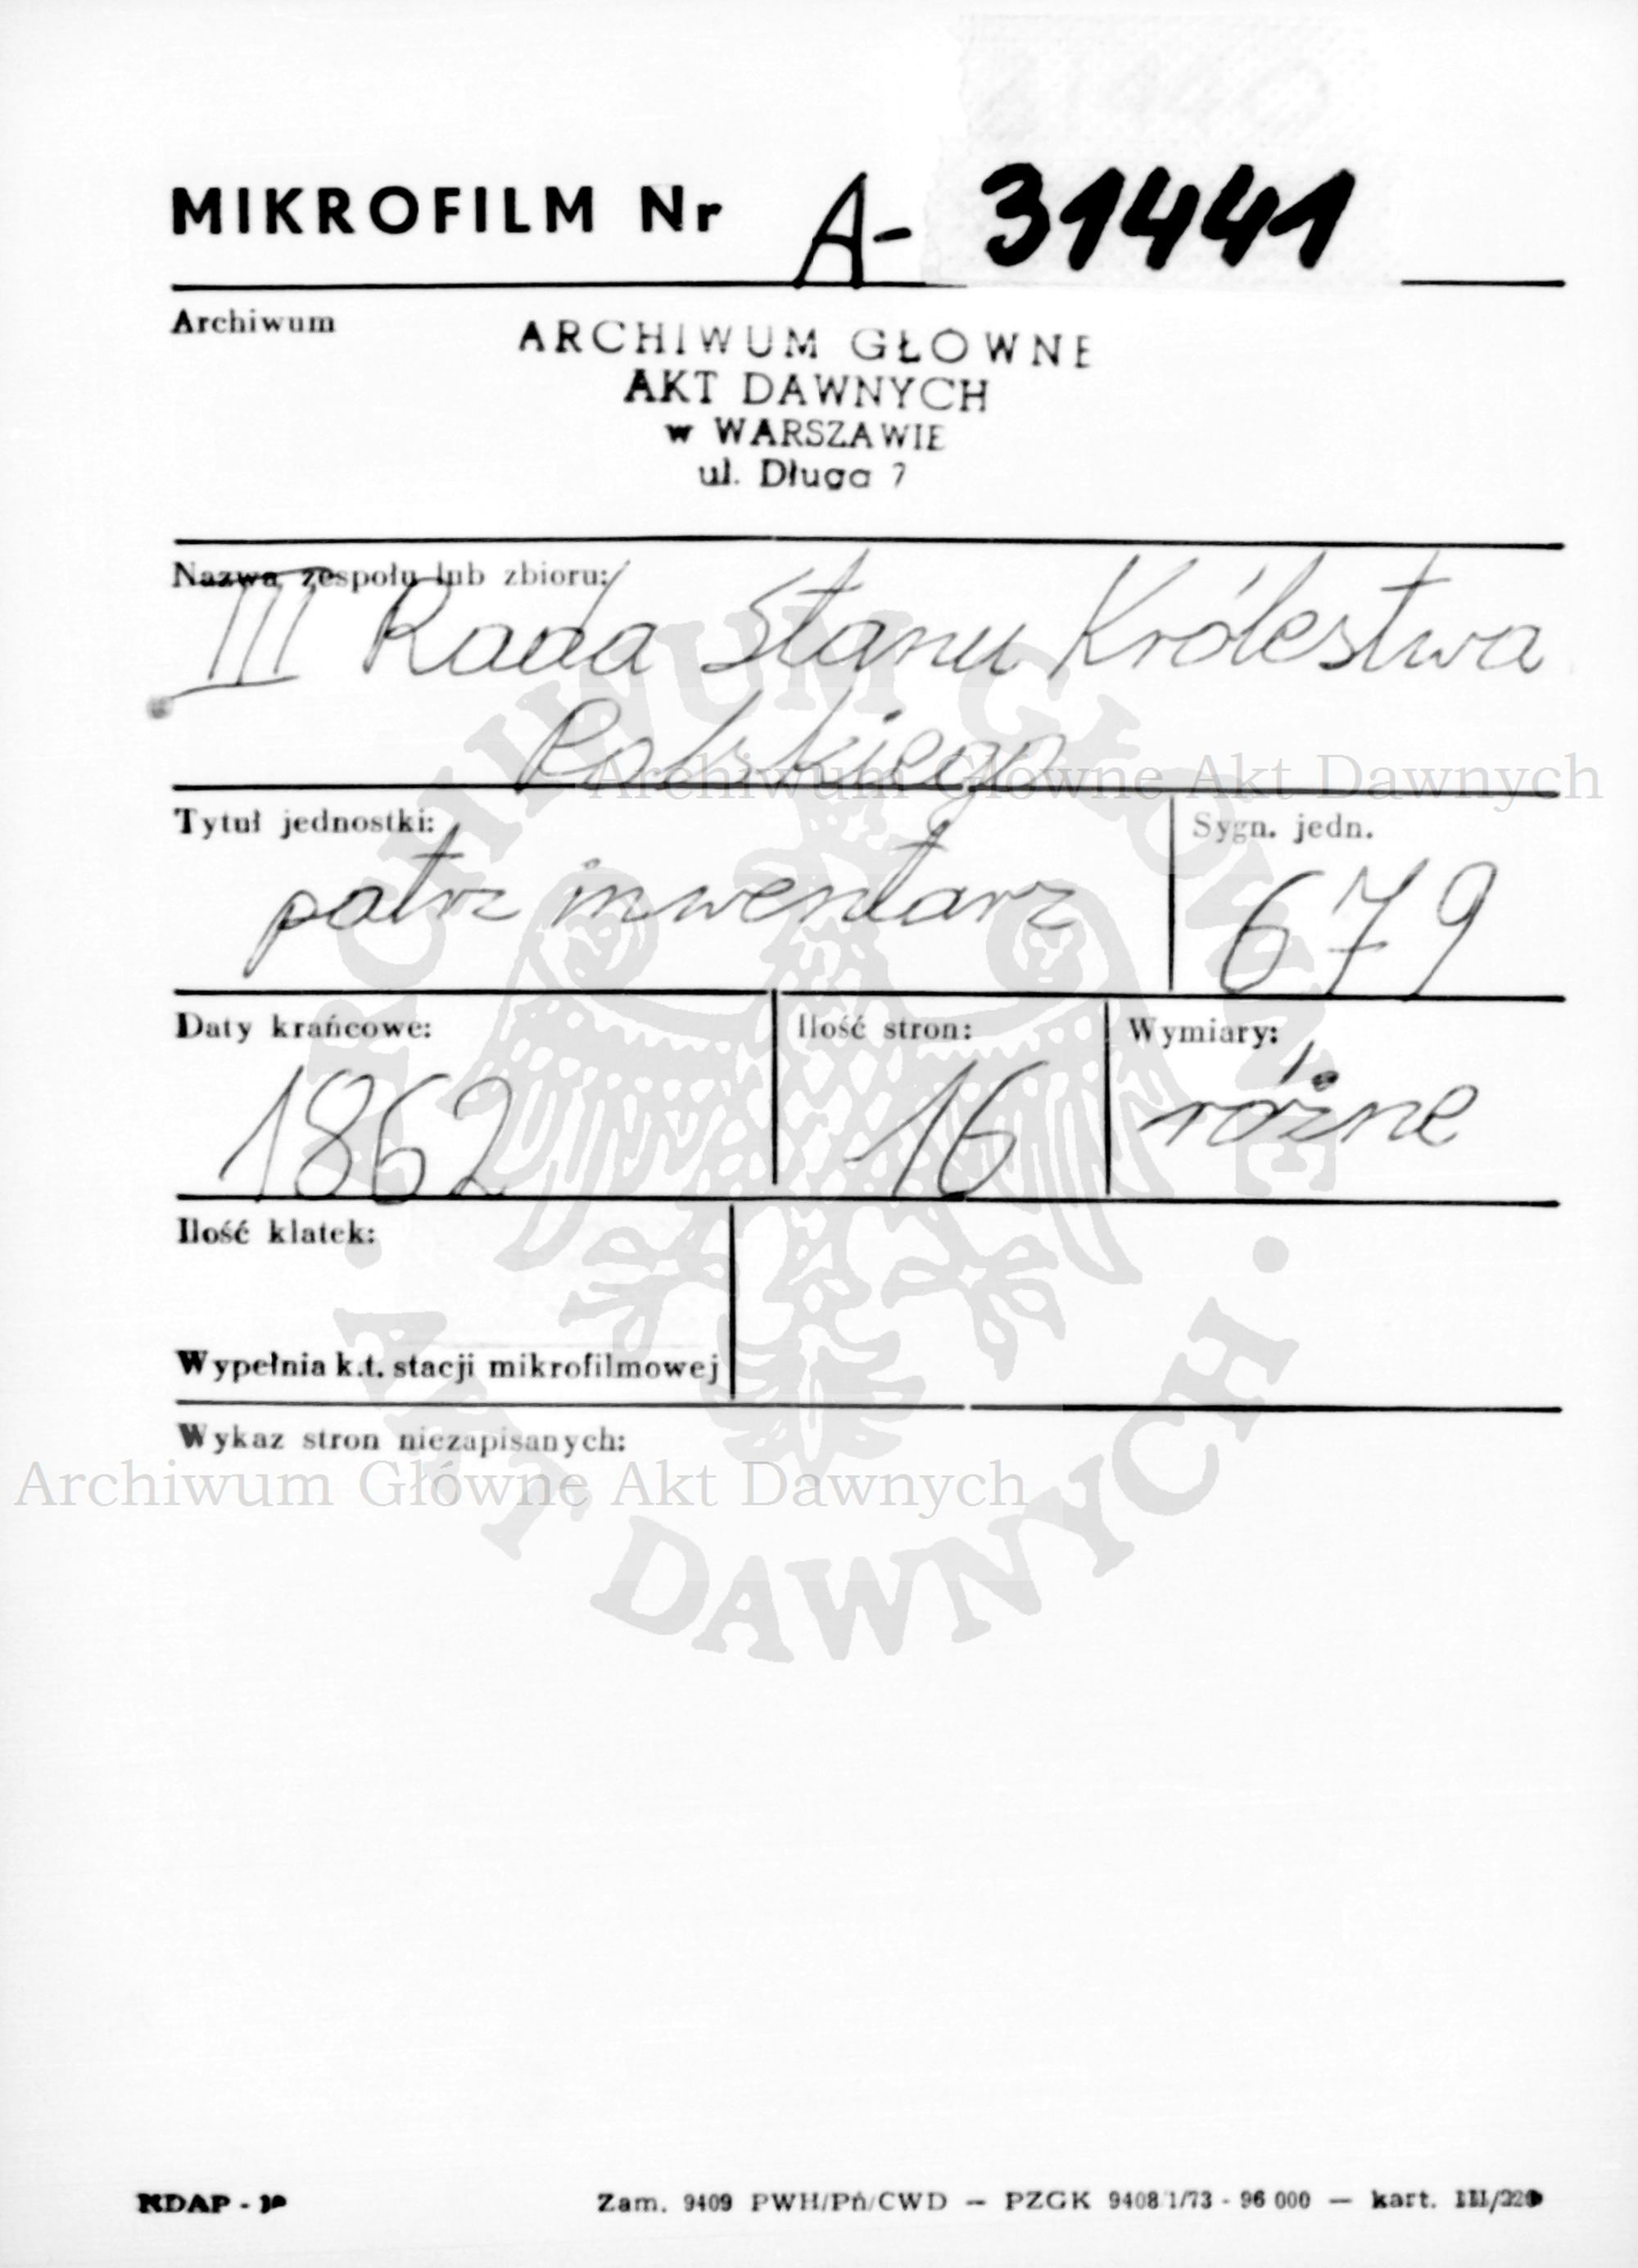 MIKROFILM Nr A- 31441
Archiwum
ARCHIWUM GŁOWNE
AKT DAWNYCH
w WARSZAWIE
ul. Długa 7
Nazwa zespołu lub zbioru:
III Rada Stanu Królestwa
Polskiego
Archiwum Główne Akt Dawnych
Tytuł jednostki:
Sygn. jedn.
patrz inwentarz
679
Daty krańcowe:
Ilość stron:
Wymiary:
1862
16
różne
Ilość klatek:
Wypełnia k.t. stacji mikrofilmowej
Wykaz stron niezapisanych:
Archiwum Główne Akt Dawnych
ARCHIWUM GŁÓWNE
AKT DAWNYCH
NDAP -
Zam. 9409 PWH/Pń/CWD — PZGK 9408 1/73 - 96 000 — kart.